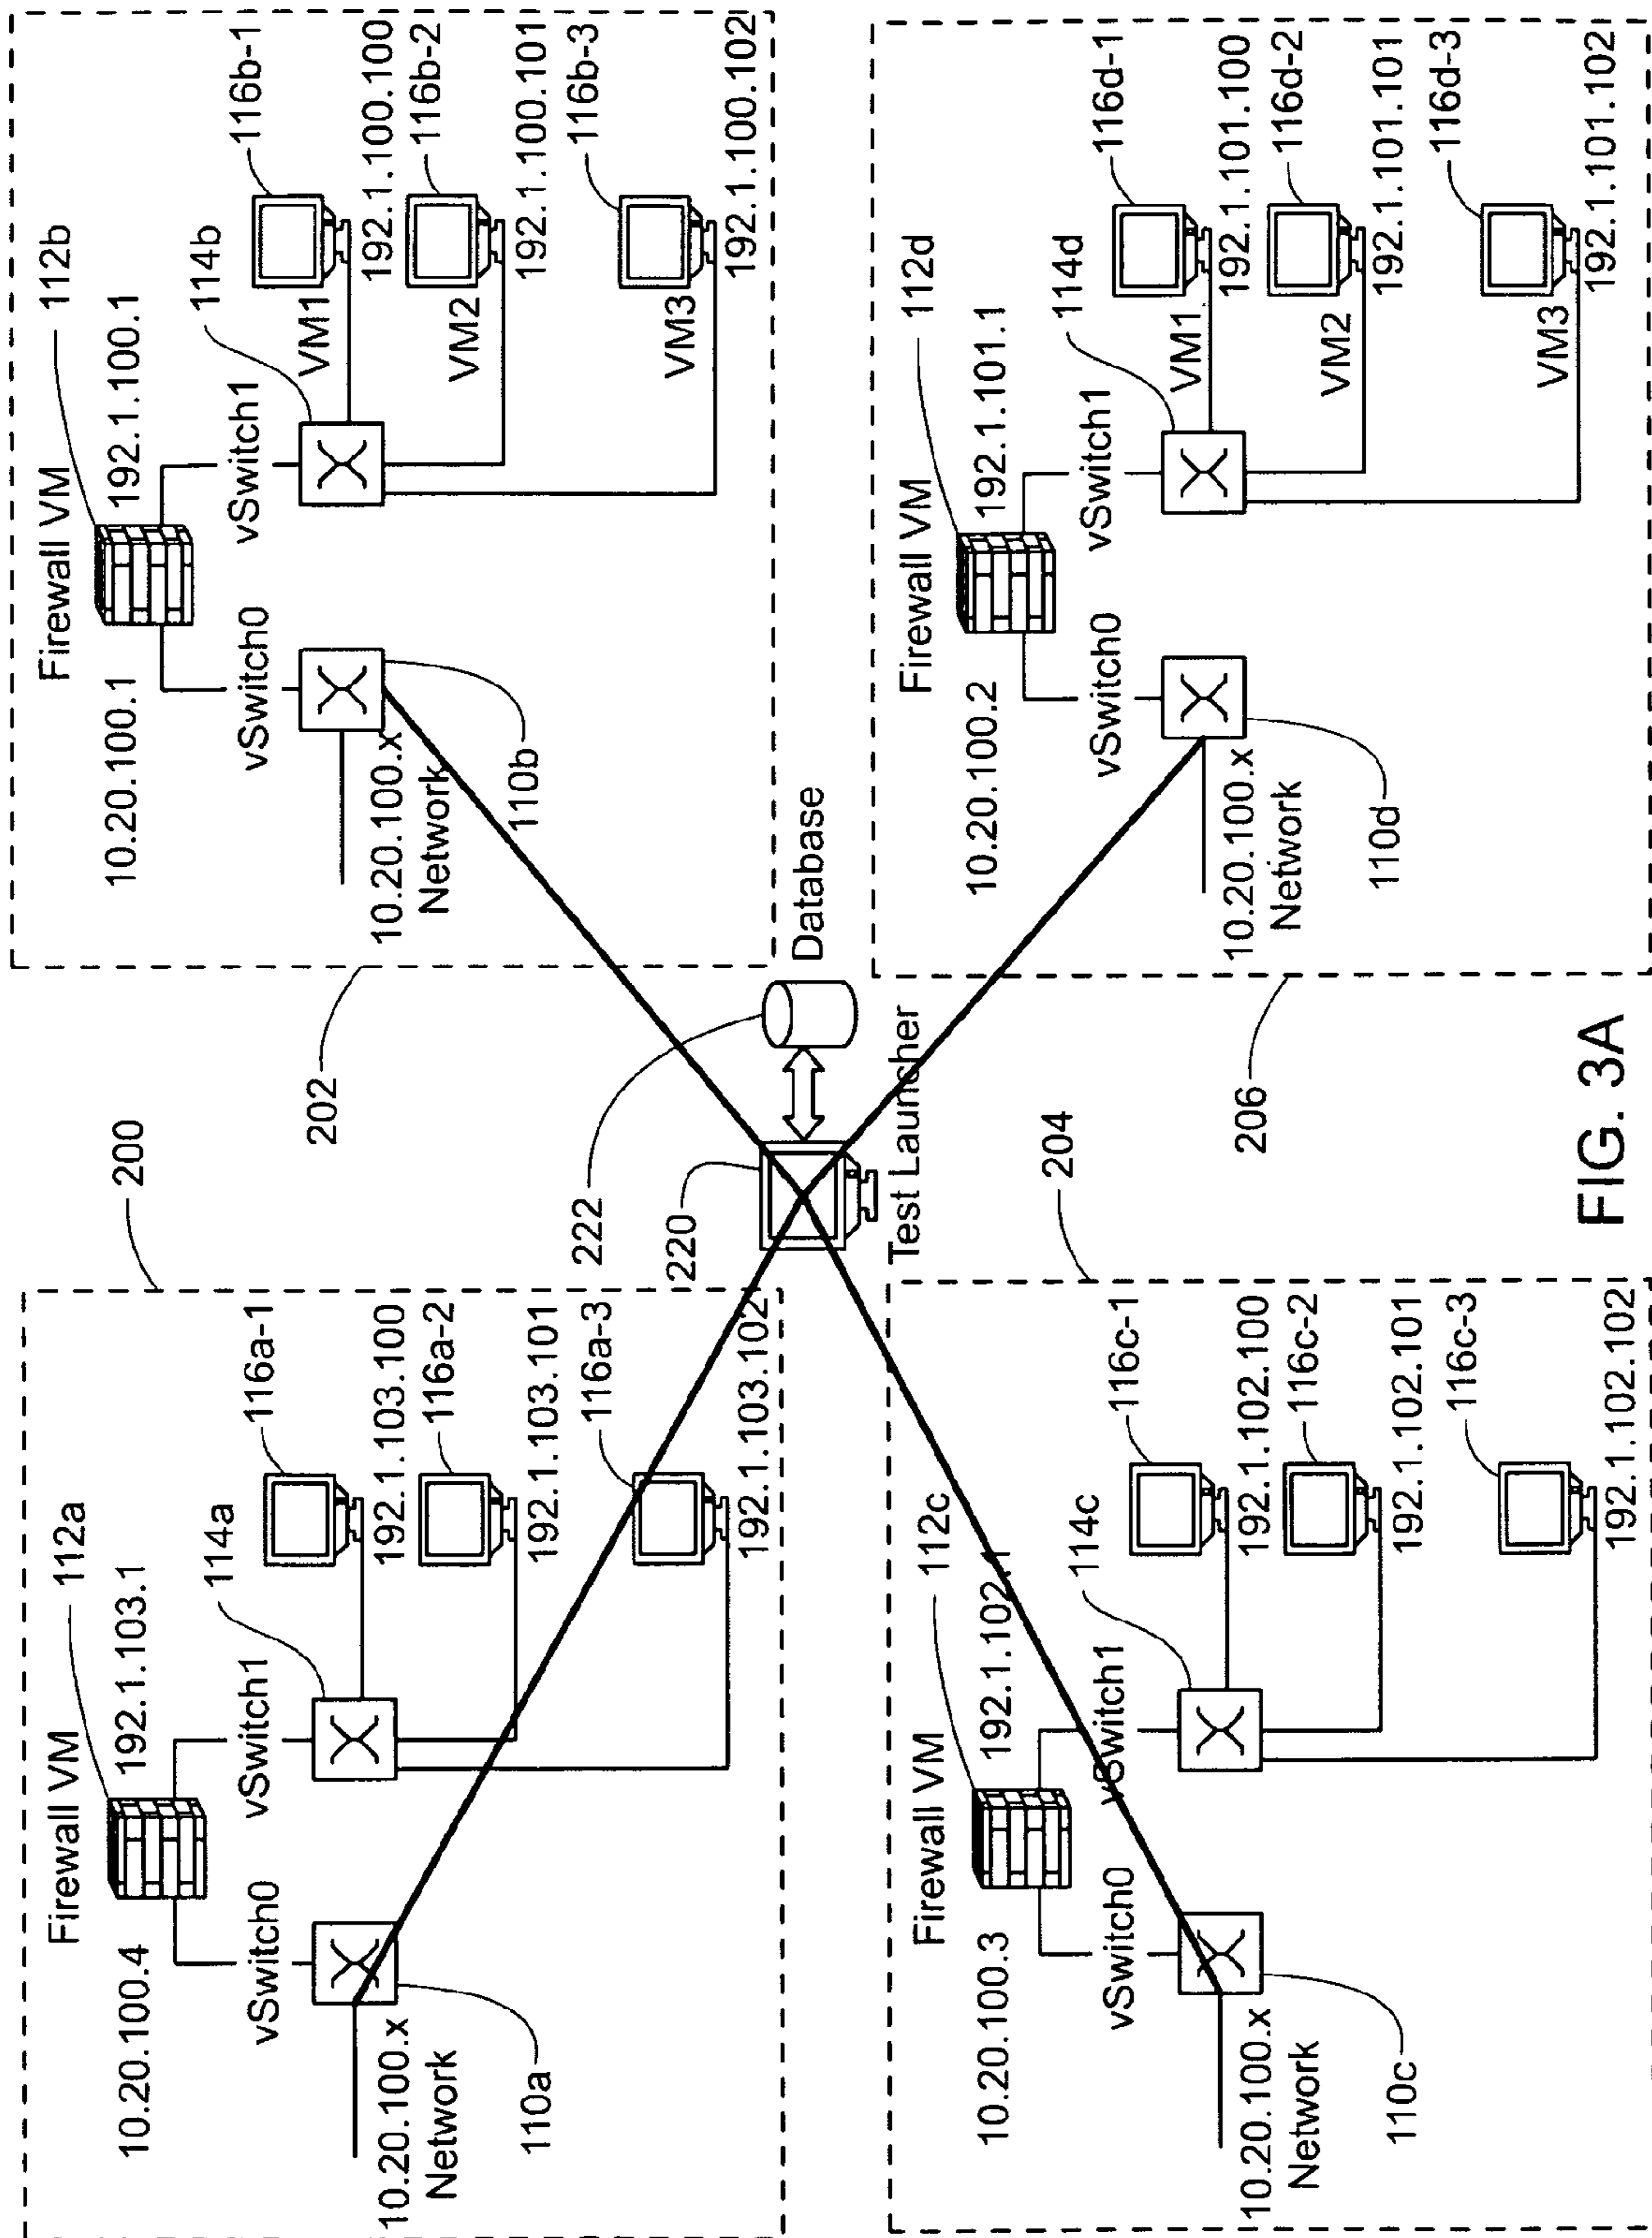 200
Firewall VM
112a
10.20.100.4
192.1.103.1
vSwitch0
vSwitch1
114a
116a-1
192.1.103.100
116a-2
10.20.100.x
Network
192.1.103.101
110a
116a-3
192.1.103.102
202
Firewall VM
112b
10.20.100.1
192.1.100.1
vSwitch0
vSwitch1
114b
116b-1
VM1
192.1.100.100
116b-2
10.20.100.x
Network
VM2
192.1.100.101
110b
116b-3
VM3
192.1.100.102
222
220
Database
Test Launcher
204
Firewall VM
112c
10.20.100.3
192.1.102.1
vSwitch0
vSwitch1
114c
116c-1
192.1.102.100
116c-2
10.20.100.x
Network
192.1.102.101
110c
116c-3
192.1.102.102
206
Firewall VM
112d
10.20.100.2
192.1.101.1
vSwitch0
vSwitch1
114d
116d-1
VM1
192.1.101.100
116d-2
10.20.100.x
Network
VM2
192.1.101.101
110d
116d-3
VM3
192.1.101.102
FIG. 3A